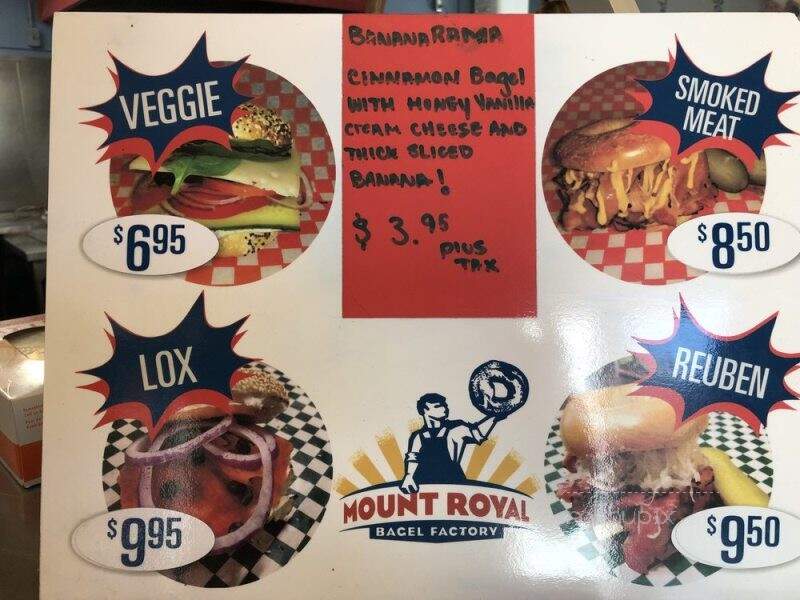 VEGGIE
$6.95
BANANARAMA
CINNAMON Bagel
WITH HONEY Vanilla
CREAM CHEESE AND
THICK SLICED
BANANA!
$ 3.95
plus
TAX
SMOKED
MEAT
$8.50
LOX
$9.95
MOUNT ROYAL
BAGEL FACTORY
REUBEN
$9.50